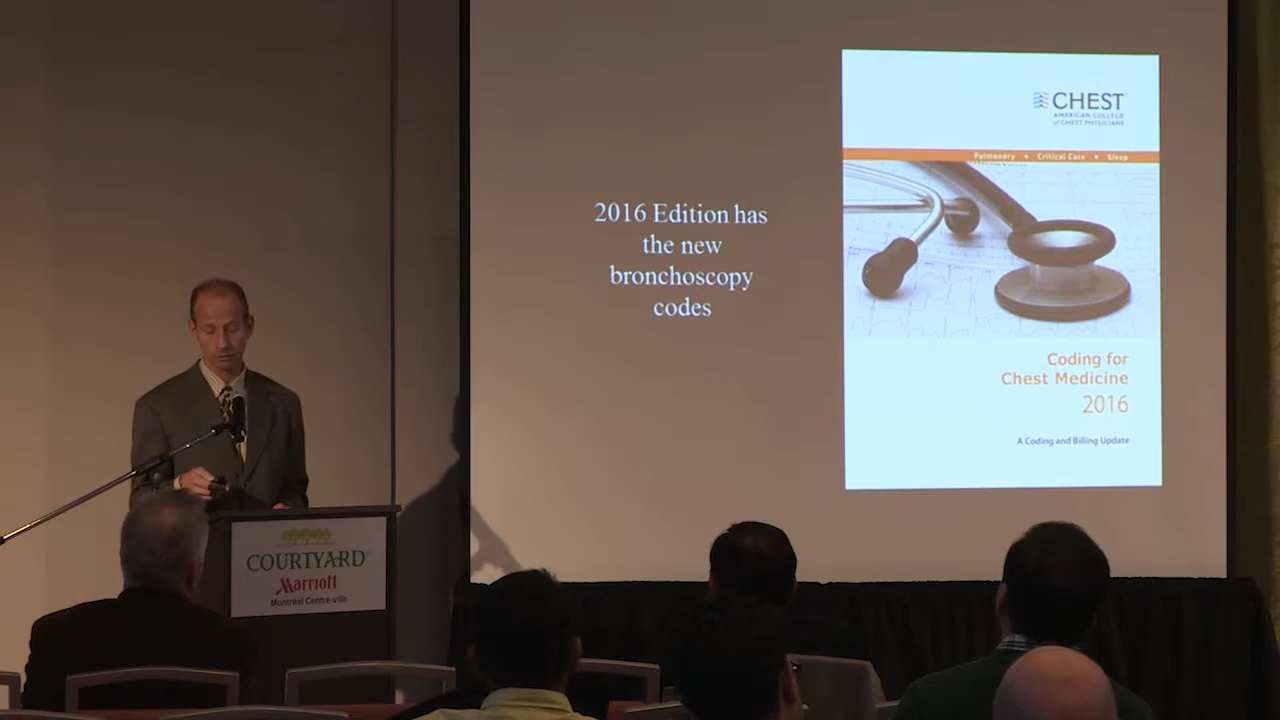 2016 Edition has
the new
bronchoscopy
codes
CHEST
AMERICAN COLLEGE
of CHEST PHYSICIANS
Pulmonary • Critical Care • Sleep
Coding for
Chest Medicine
2016
A Coding and Billing Update
COURTYARD®
Marriott
Montréal Centre-ville